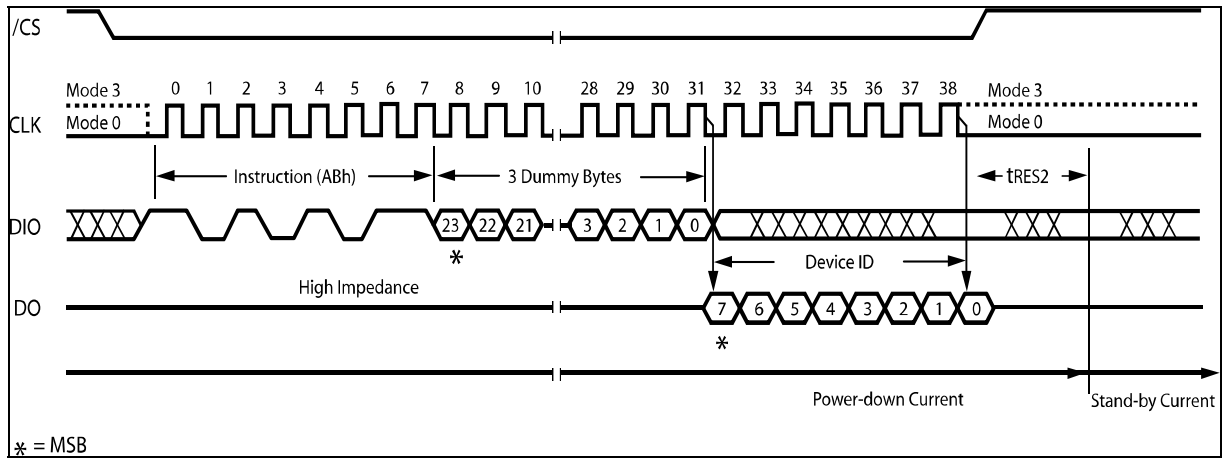 /CS
Mode 3 0 1 2 3 4 5 6 7 8 9 10 28 29 30 31 32 33 34 35 36 37 38 Mode 3
CLK Mode 0 Mode 0
Instruction (ABh) 3 Dummy Bytes tRES2
DIO 23 22 21 3 2 1 0
*
Device ID
High Impedance
DO 7 6 5 4 3 2 1 0
*
Power-down Current Stand-by Current
* = MSB